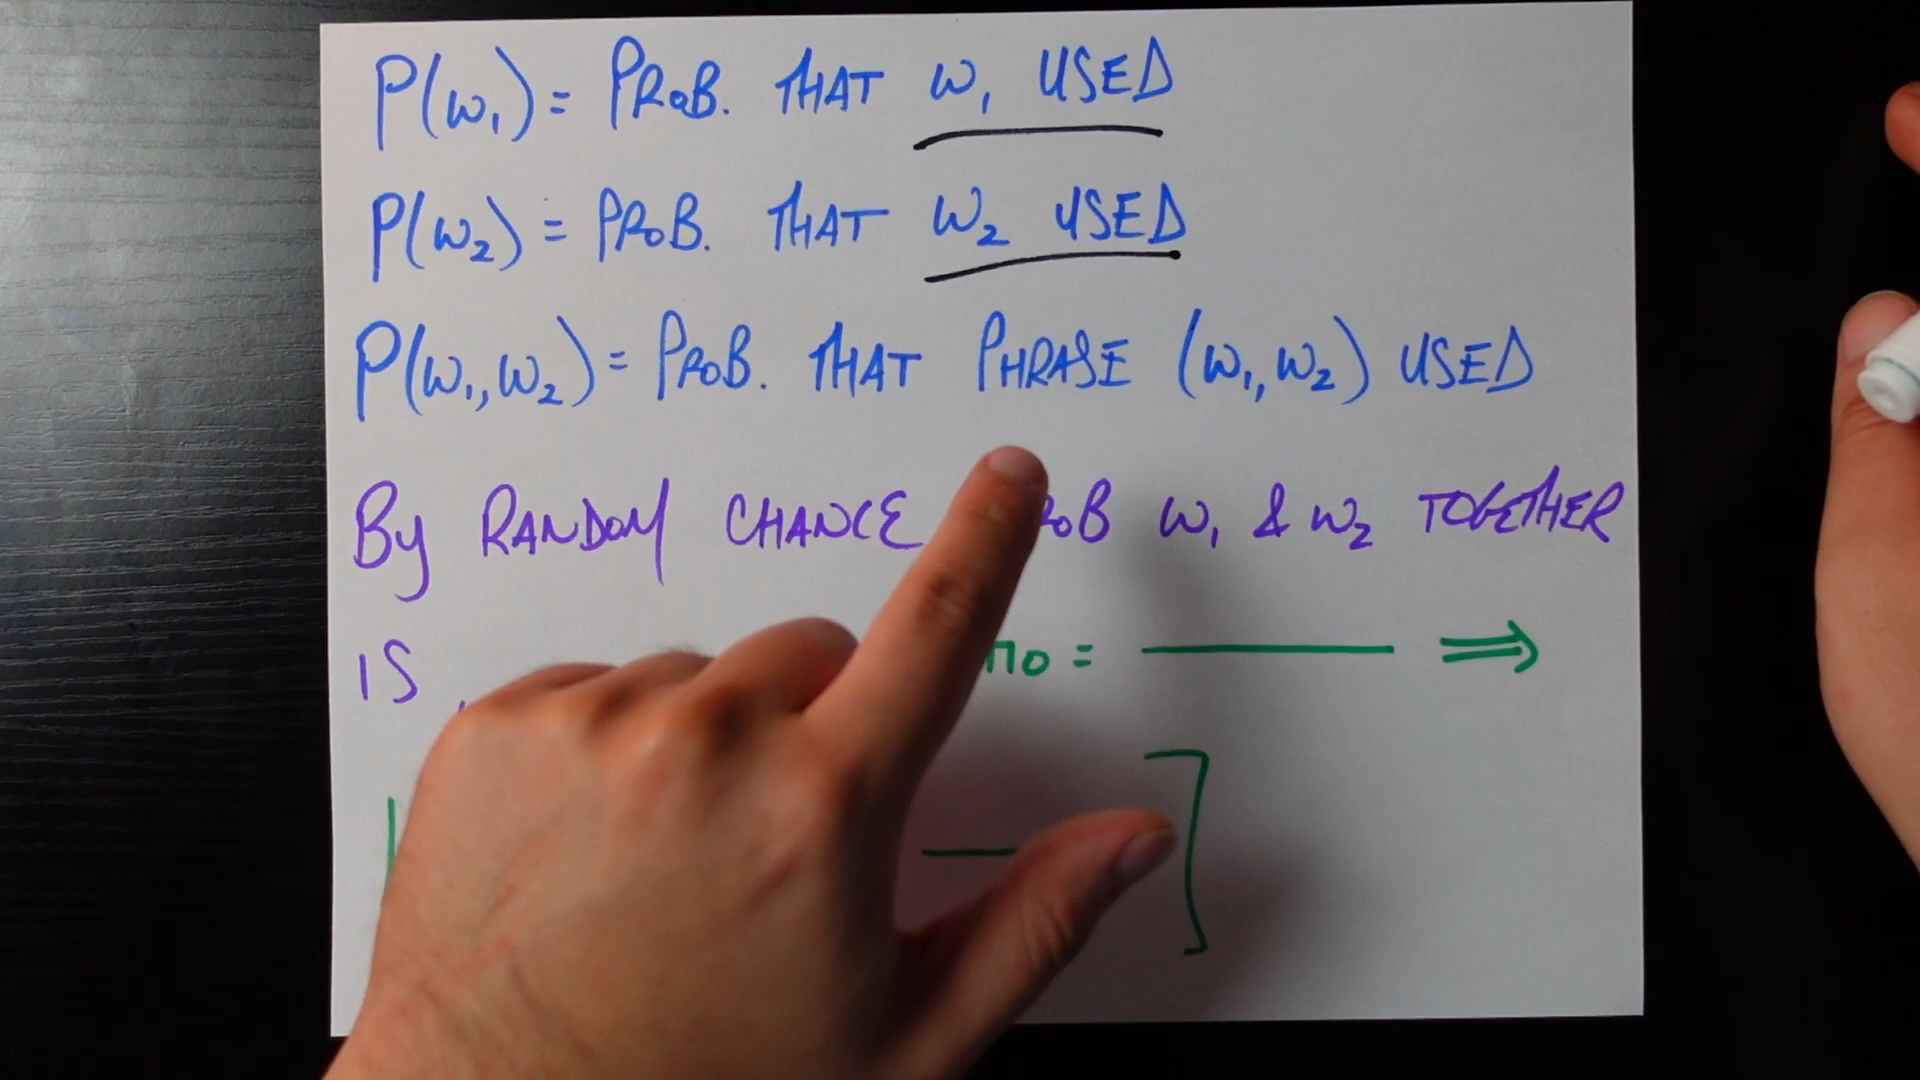 P(w₁) = PROB. THAT w₁ USED
P(w₂) = PROB. THAT w₂ USED
P(w₁,w₂) = PROB. THAT PHRASE (w₁,w₂) USED
By RANDOM CHANCE w₁ & w₂ TOGETHER
IS =